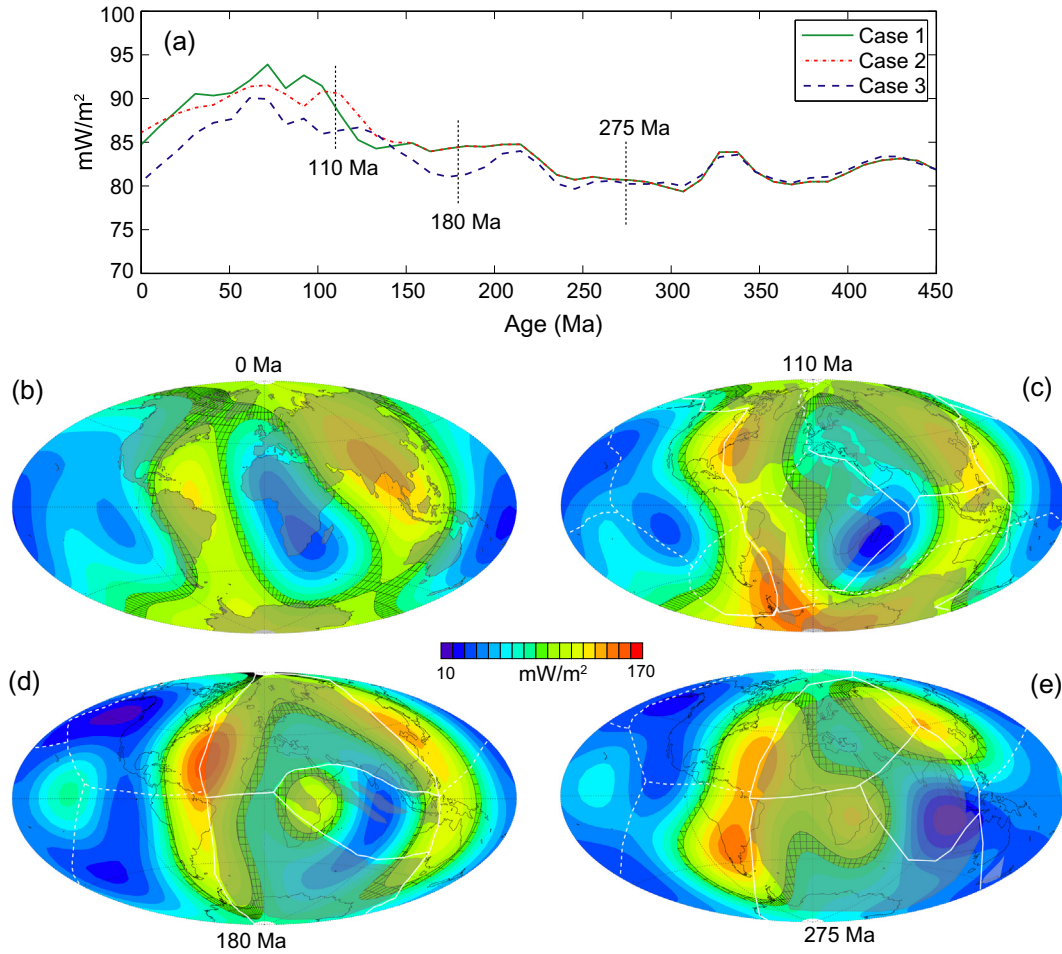 100
95
90
85
80
75
70
mW/m²
(a)
Case 1
Case 2
Case 3
110 Ma
180 Ma
275 Ma
0 50 100 150 200 250 300 350 400 450
Age (Ma)
(b)
0 Ma
110 Ma
(c)
10 mW/m² 170
(d)
180 Ma
(e)
275 Ma